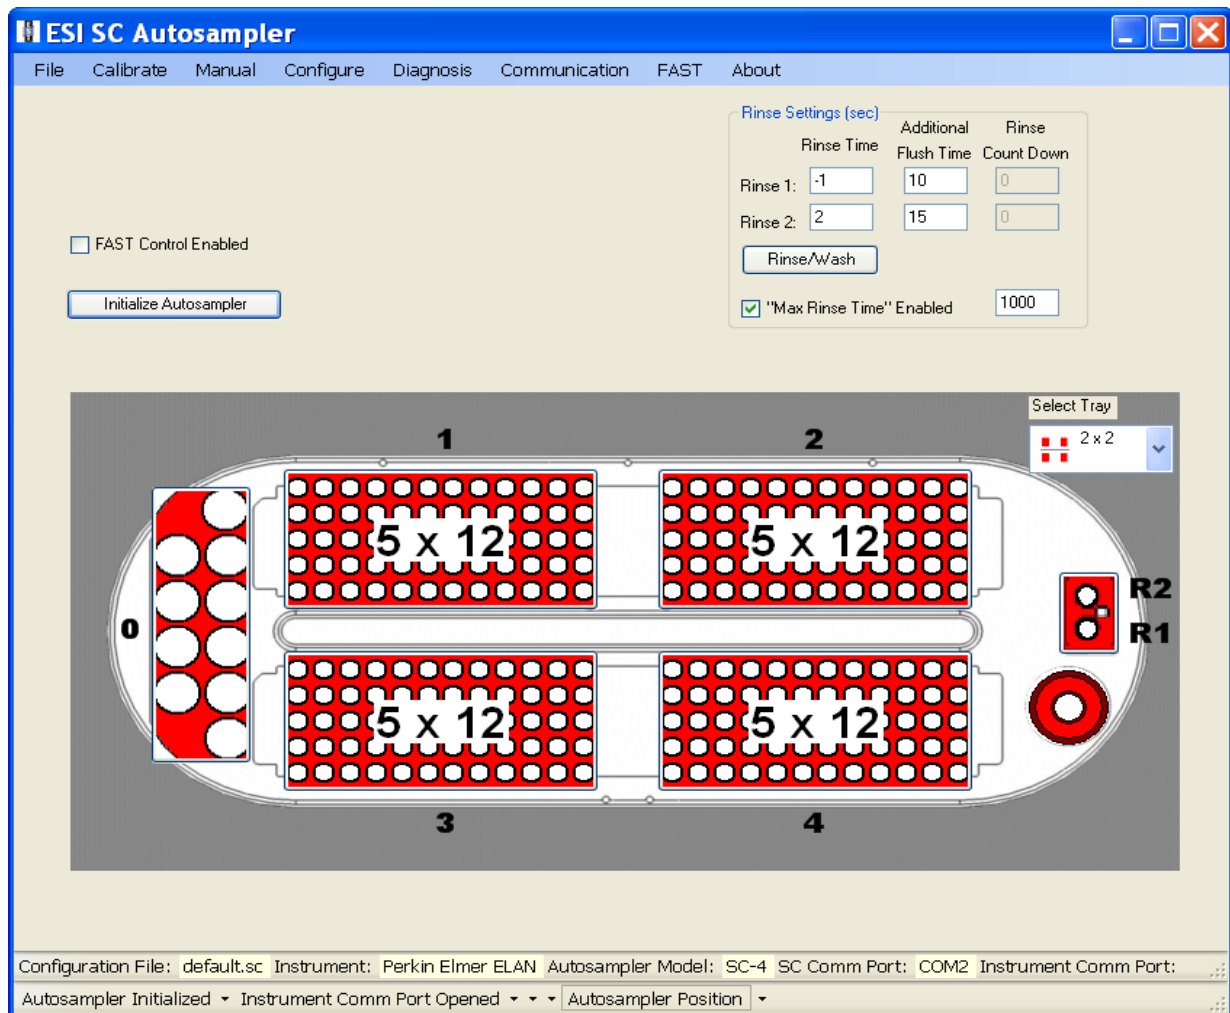 ESI SC Autosampler
File Calibrate Manual Configure Diagnosis Communication FAST About
Rinse Settings (sec)
Rinse Time Additional Flush Time Rinse Count Down
Rinse 1: -1 10 0
Rinse 2: 2 15 0
Rinse/Wash
"Max Rinse Time" Enabled 1000
FAST Control Enabled
Initialize Autosampler
Select Tray
2 x 2
1 2
5 x 12 5 x 12
R2
0 R1
5 x 12 5 x 12
3 4
Configuration File: default.sc Instrument: Perkin Elmer ELAN Autosampler Model: SC-4 SC Comm Port: COM2 Instrument Comm Port:
Autosampler Initialized Instrument Comm Port Opened Autosampler Position